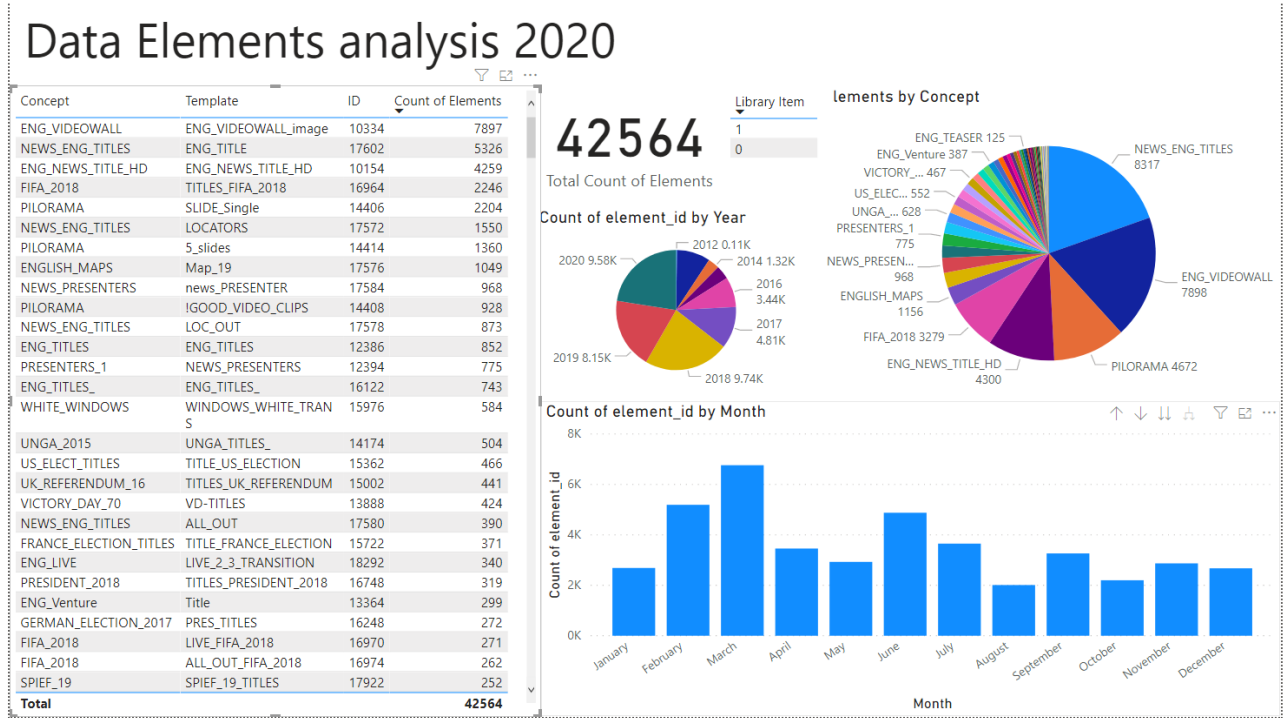 Data Elements analysis 2020
Concept Template ID Count of Elements
ENG_VIDEOWALL ENG_VIDEOWALL_image 10334 7897
NEWS_ENG_TITLES ENG_TITLE 17602 5326
ENG_NEWS_TITLE_HD ENG_NEWS_TITLE_HD 10154 4259
FIFA_2018 TITLES_FIFA_2018 16964 2246
PILORAMA SLIDE_Single 14406 2204
NEWS_ENG_TITLES LOCATORS 17572 1550
PILORAMA 5_slides 14414 1360
ENGLISH_MAPS Map_19 17576 1049
NEWS_PRESENTERS news_PRESENTER 17584 968
PILORAMA !GOOD_VIDEO_CLIPS 14408 928
NEWS_ENG_TITLES LOC_OUT 17578 873
ENG_TITLES ENG_TITLES 12386 852
PRESENTERS_1 NEWS_PRESENTERS 12394 775
ENG_TITLES_ ENG_TITLES_ 16122 743
WHITE_WINDOWS WINDOWS_WHITE_TRAN 15976 584
S
UNGA_2015 UNGA_TITLES_ 14174 504
US_ELECT_TITLES TITLE_US_ELECTION 15362 466
UK_REFERENDUM_16 TITLES_UK_REFERENDUM 15002 441
VICTORY_DAY_70 VD-TITLES 13888 424
NEWS_ENG_TITLES ALL_OUT 17580 390
FRANCE_ELECTION_TITLES TITLE_FRANCE_ELECTION 15722 371
ENG_LIVE LIVE_2_3_TRANSITION 18292 340
PRESIDENT_2018 TITLES_PRESIDENT_2018 16748 319
ENG_Venture Title 13364 299
GERMAN_ELECTION_2017 PRES_TITLES 16248 272
FIFA_2018 LIVE_FIFA_2018 16970 271
FIFA_2018 ALL_OUT_FIFA_2018 16974 262
SPIEF_19 SPIEF_19_TITLES 17922 252
Total 42564
42564
Total Count of Elements
Library Item
1
0
Count of element_id by Year
2012 0.11K
2014 1.32K
2016
3.44K
2017
4.81K
2018 9.74K
2019 8.15K
2020 9.58K
lements by Concept
ENG_TEASER 125
ENG_Venture 387
VICTORY_... 467
US_ELEC... 552
UNGA_... 628
PRESENTERS_1
775
NEWS_PRESEN...
968
ENGLISH_MAPS
1156
FIFA_2018 3279
ENG_NEWS_TITLE_HD
4300
PILORAMA 4672
ENG_VIDEOWALL
7898
NEWS_ENG_TITLES
8317
Count of element_id by Month
Count of element_id
8K
6K
4K
2K
0K
January February March April May June July August September October November December
Month